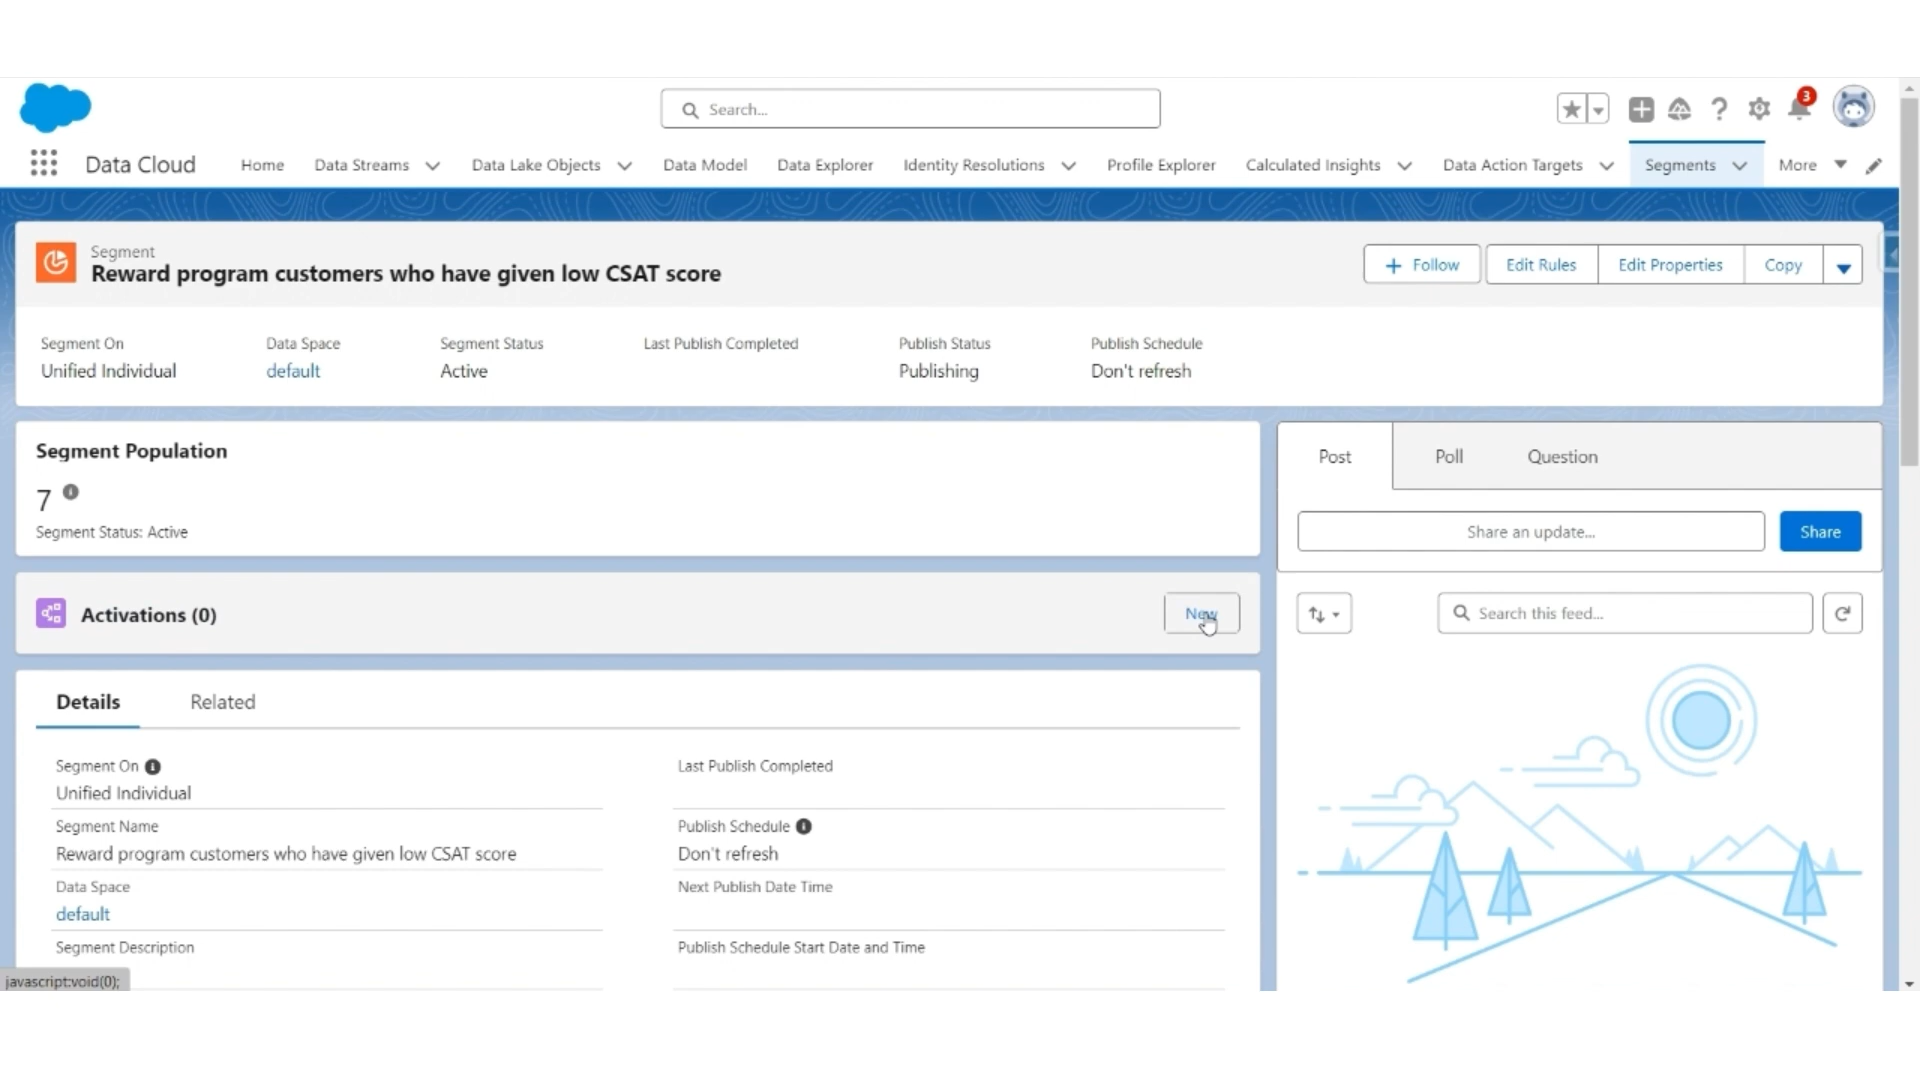 Search...
3
Data Cloud Home Data Streams Data Lake Objects Data Model Data Explorer Identity Resolutions Profile Explorer Calculated Insights Data Action Targets Segments More
Segment
Reward program customers who have given low CSAT score
Follow Edit Rules Edit Properties Copy
Segment On Data Space Segment Status Last Publish Completed Publish Status Publish Schedule
Unified Individual default Active Publishing Don't refresh
Segment Population
7
Segment Status: Active
Post Poll Question
Share an update... Share
Activations (0) New
Search this feed...
Details Related
Segment On Last Publish Completed
Unified Individual
Segment Name Publish Schedule
Reward program customers who have given low CSAT score Don't refresh
Data Space Next Publish Date Time
default
Segment Description Publish Schedule Start Date and Time
javascript:void(0);